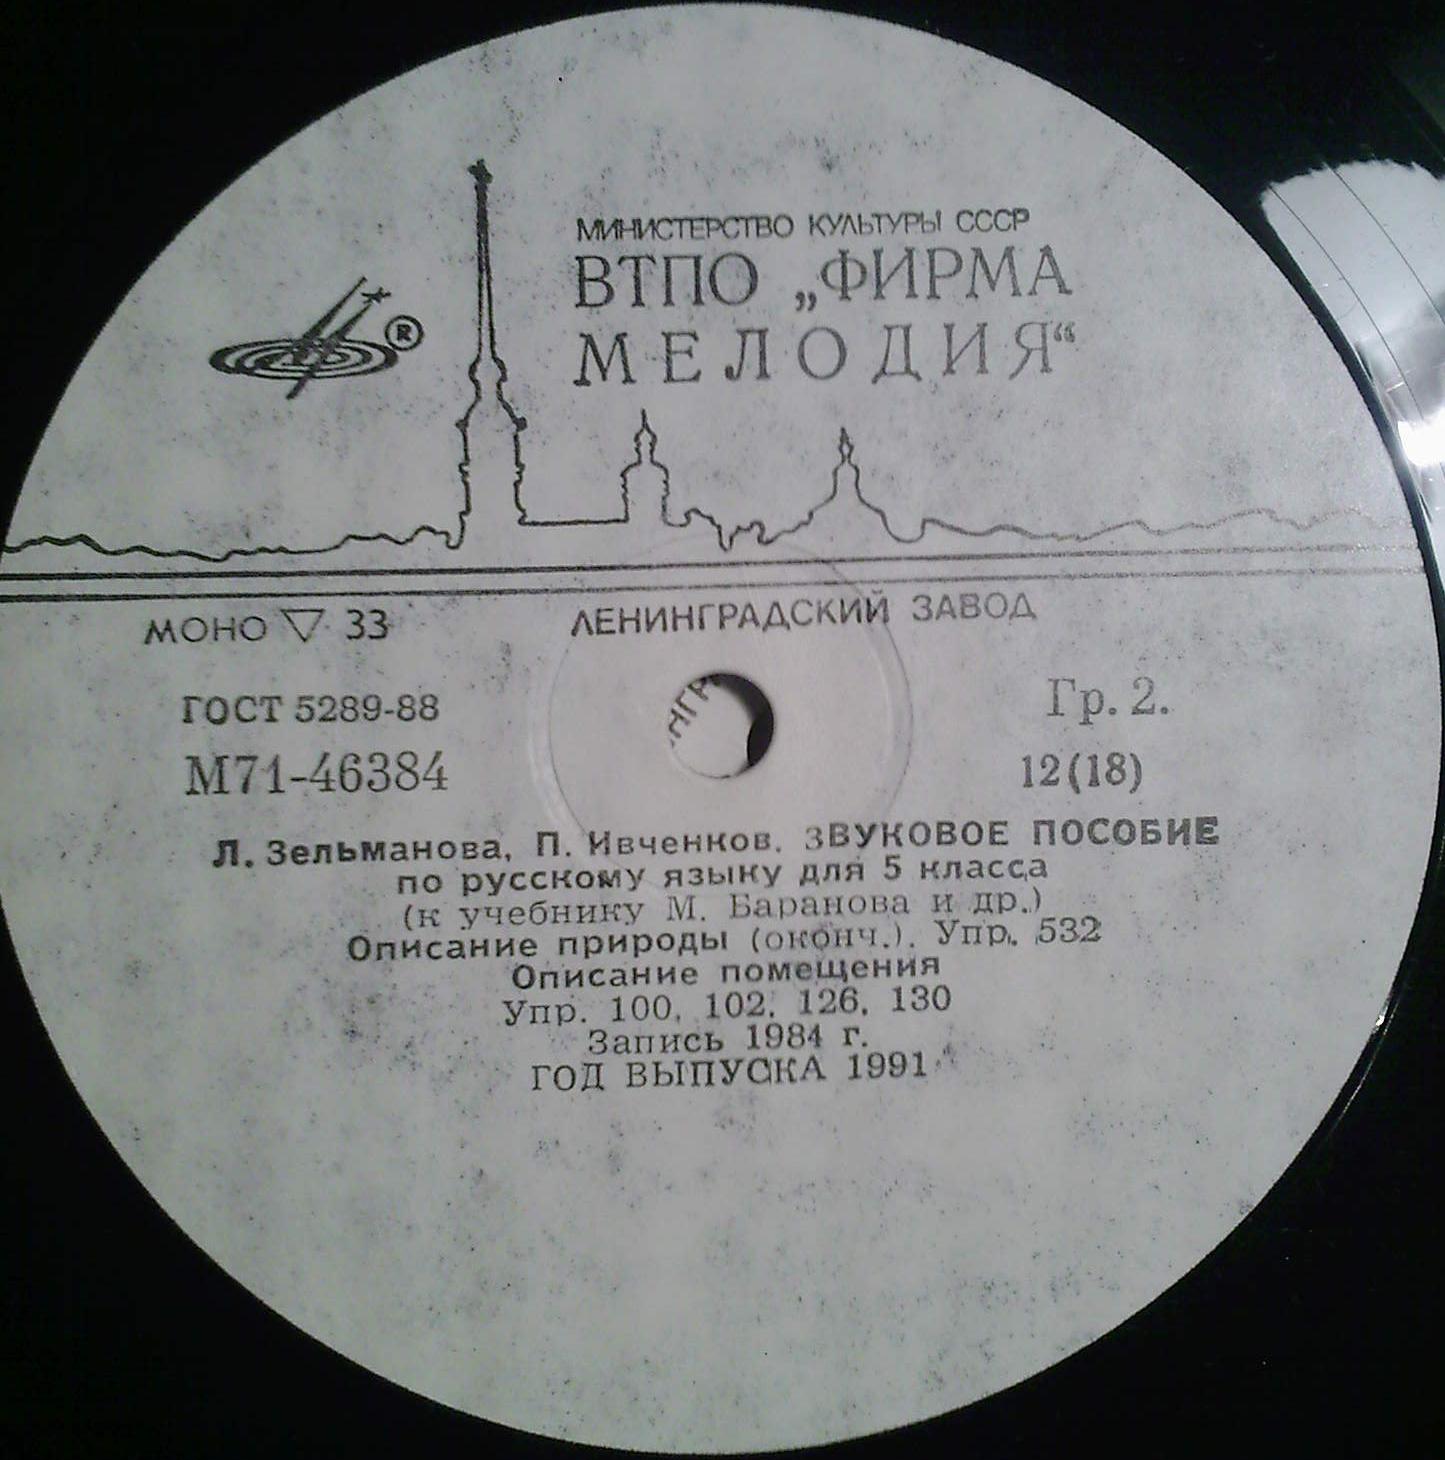 МИНИСТЕРСТВО КУЛЬТУРЫ СССР
ВТПО „ФИРМА
МЕЛОДИЯ“
®
МОНО ▽ 33
ЛЕНИНГРАДСКИЙ ЗАВОД
ГОСТ 5289-88
Гр. 2.
М71-46384
12(18)
Л. Зельманова, П. Ивченков. ЗВУКОВОЕ ПОСОБИЕ
по русскому языку для 5 класса
(к учебнику М. Баранова и др.)
Описание природы (оконч.). Упр. 532
Описание помещения
Упр. 100, 102, 126, 130
Запись 1984 г.
ГОД ВЫПУСКА 1991